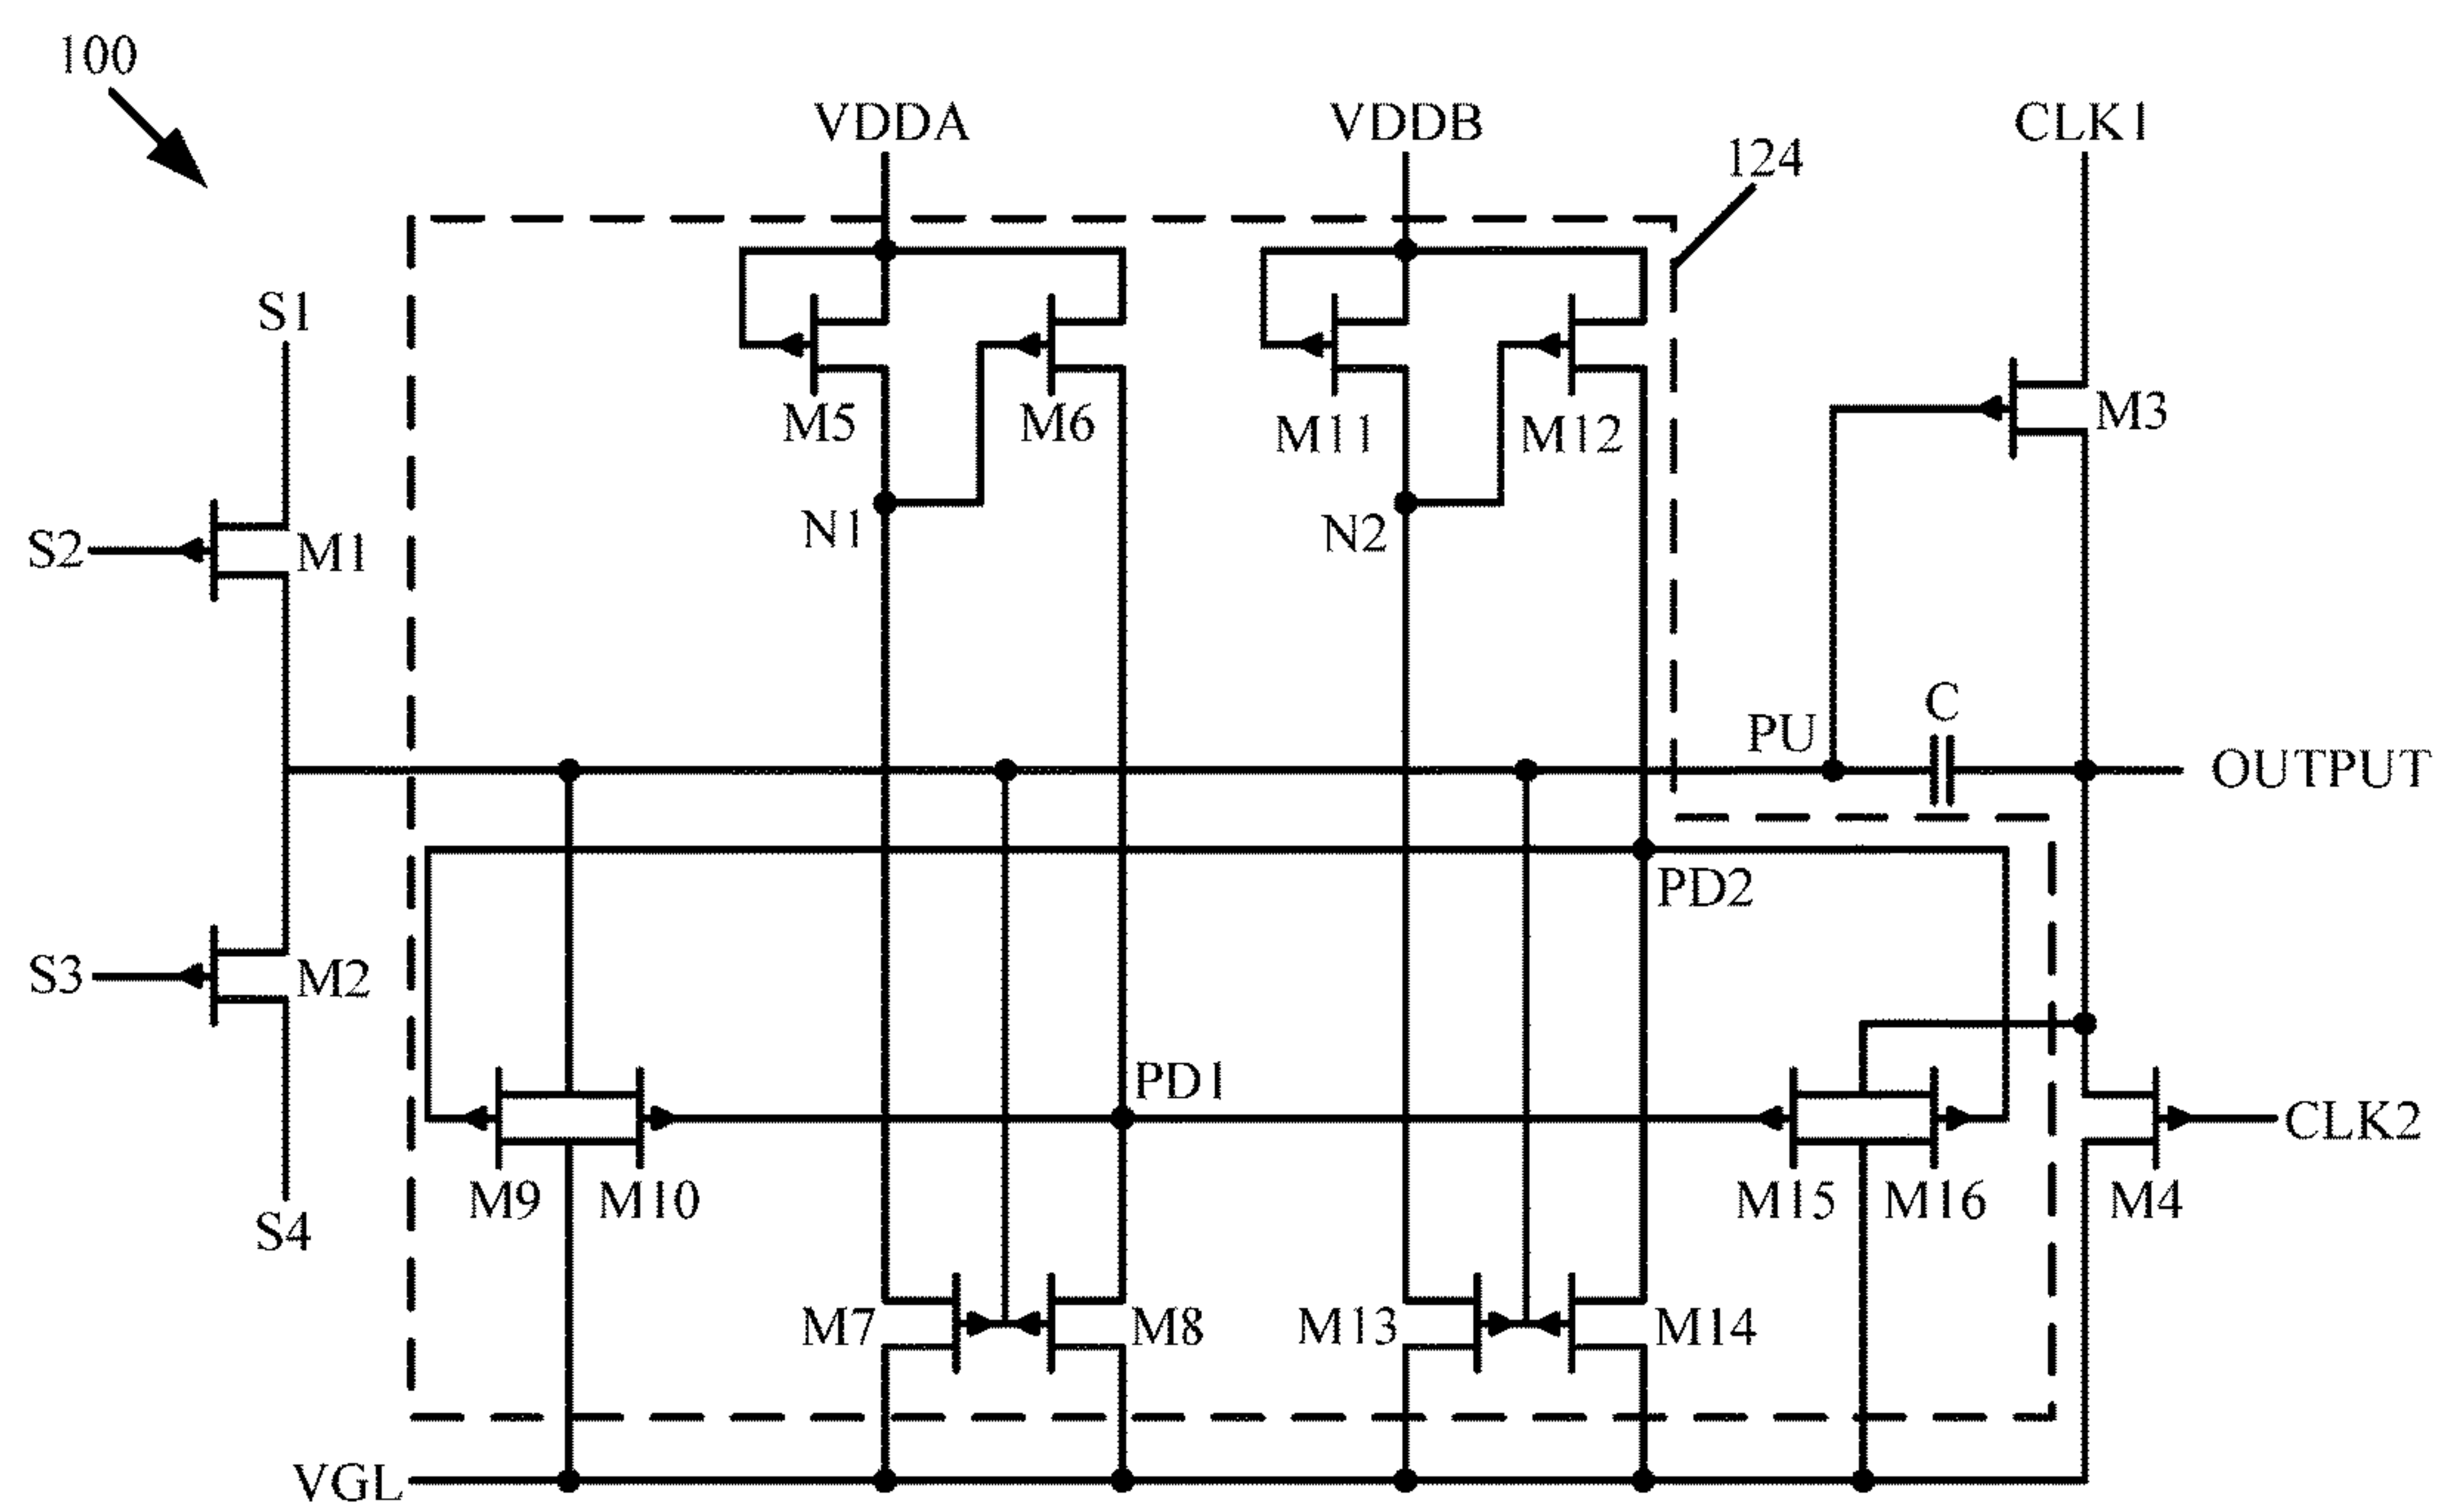 100
VDDA
VDDB
CLK1
124
S1
M5
M6
M11
M12
M3
S2
M1
N1
N2
PU
C
OUTPUT
PD2
S3
M2
PD1
CLK2
M9
M10
M15
M16
M4
S4
M7
M8
M13
M14
VGL